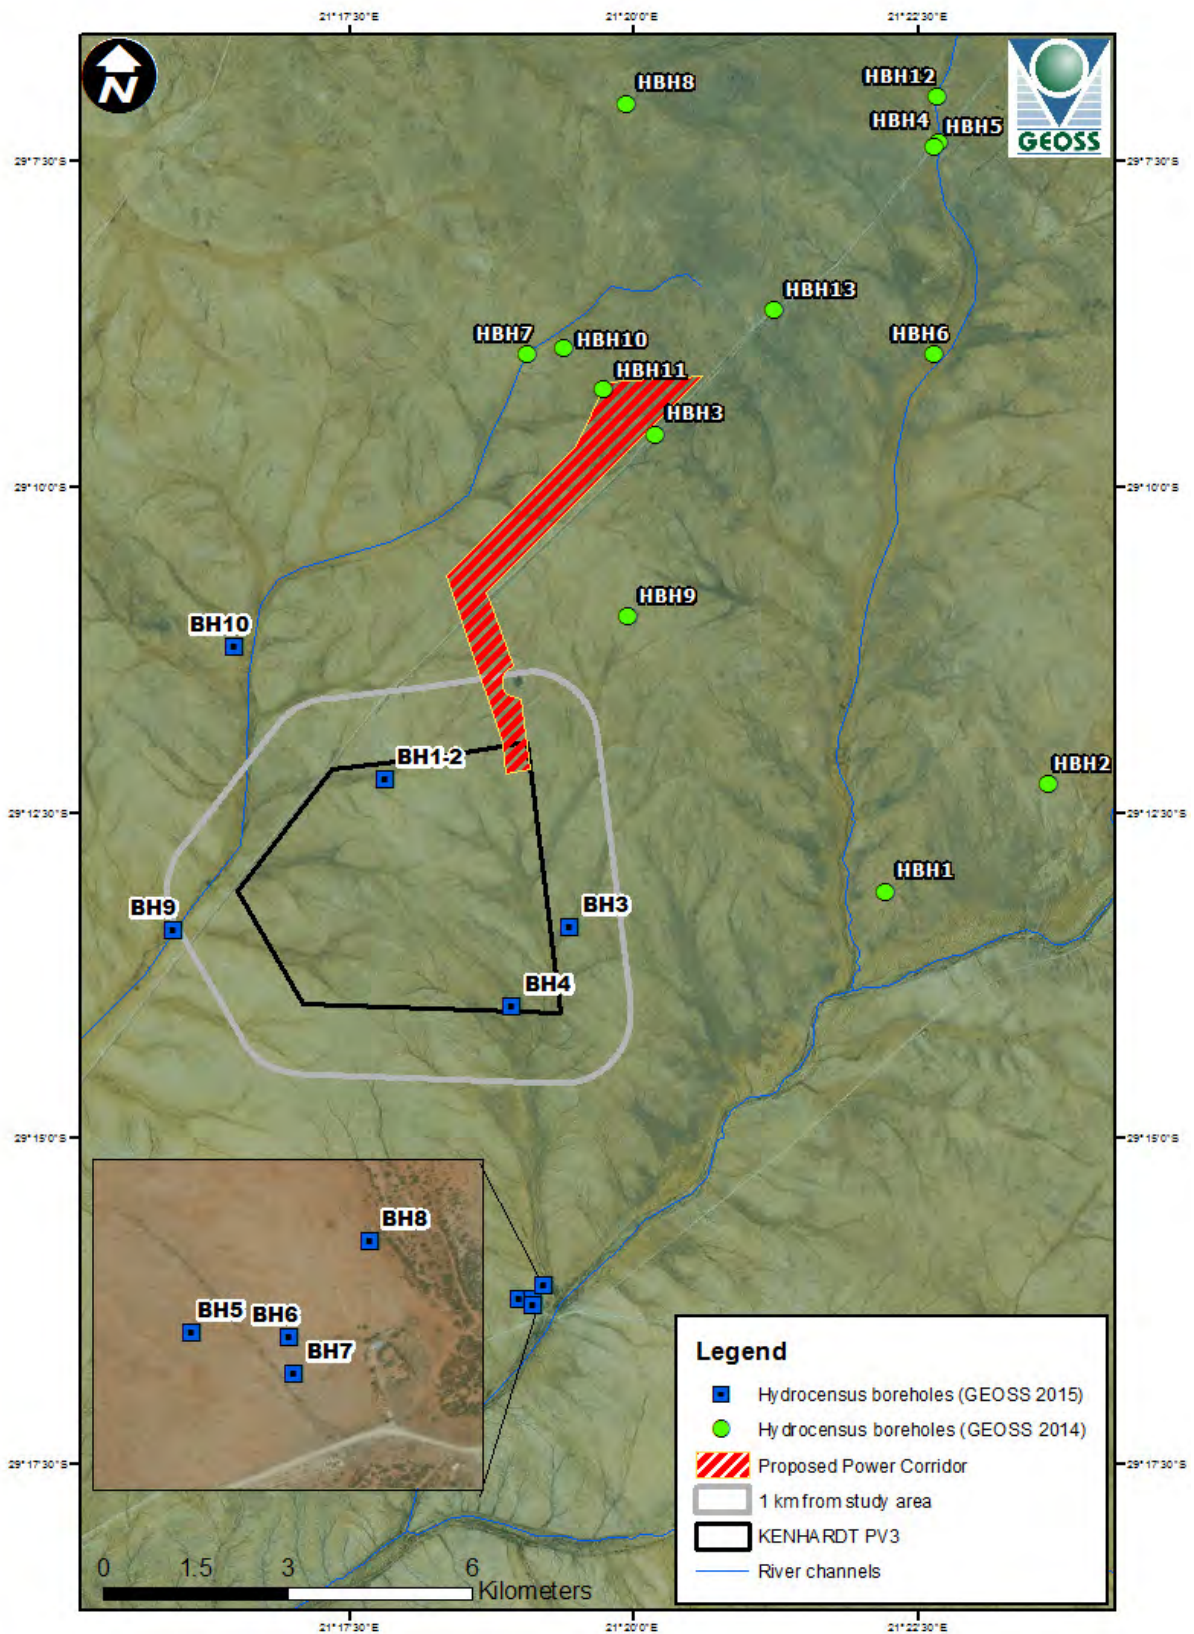 21°17'30"E
21°20'0"E
21°22'30"E
N
HBH8
HBH12
HBH4
HBH5
GEOSS
29°7'30"S
29°7'30"S
HBH13
HBH7
HBH10
HBH6
HBH11
HBH3
29°10'0"S
29°10'0"S
HBH9
BH10
BH1-2
HBH2
29°12'30"S
29°12'30"S
HBH1
BH9
BH3
BH4
29°15'0"S
29°15'0"S
BH8
BH5
BH6
BH7
Legend
Hydrocensus boreholes (GEOSS 2015)
Hydrocensus boreholes (GEOSS 2014)
Proposed Power Corridor
1 km from study area
KENHARDT PV3
River channels
29°17'30"S
29°17'30"S
0 1.5 3 6
Kilometers
21°17'30"E
21°20'0"E
21°22'30"E